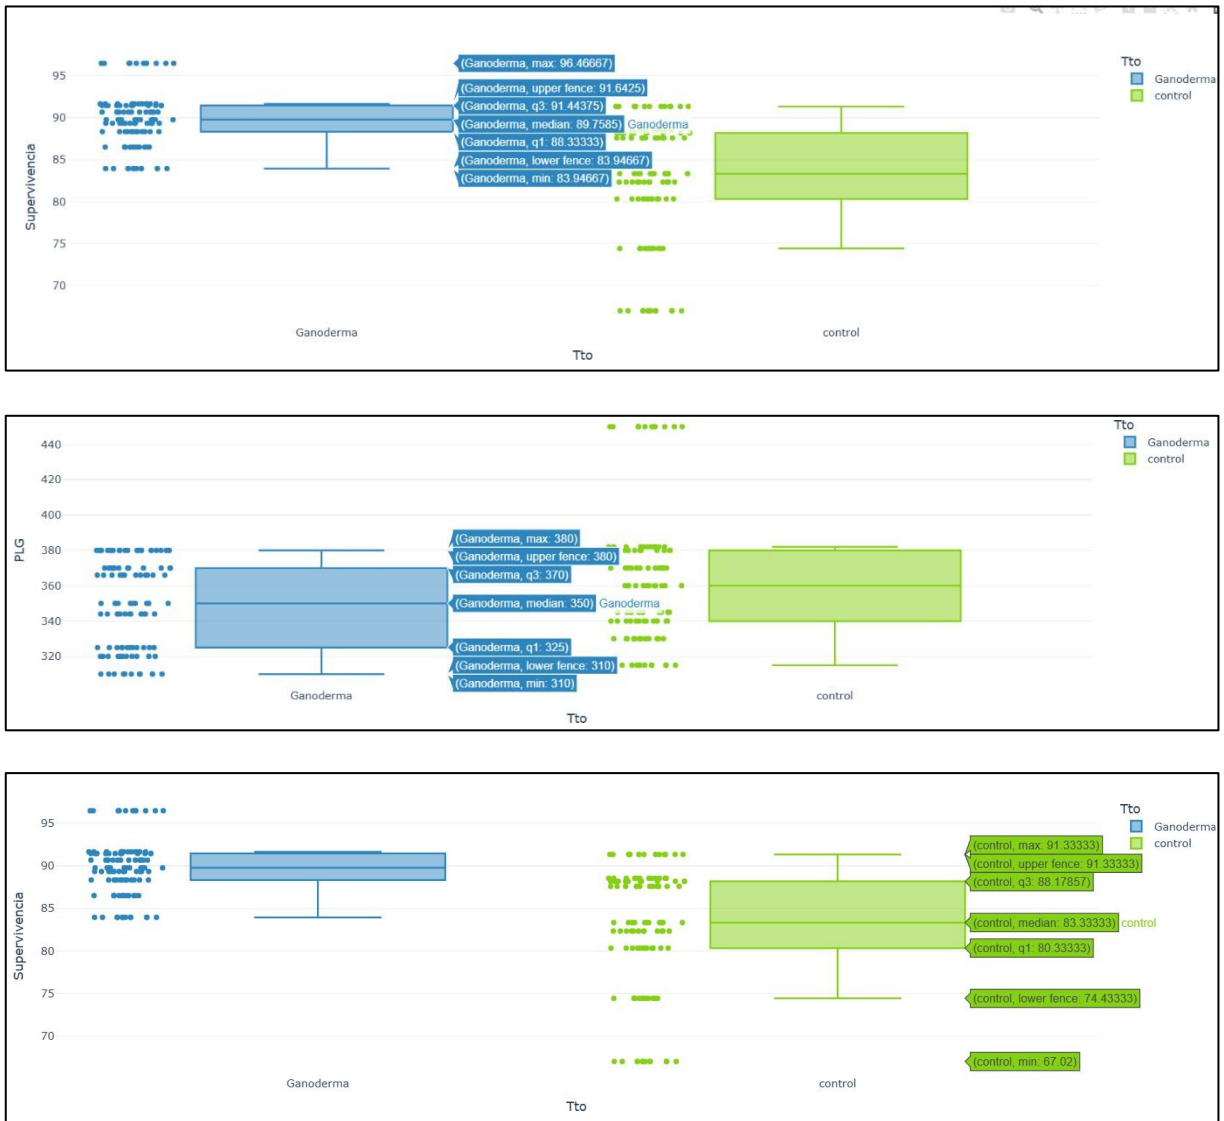 Tto
Ganoderma
control
Supervivencia
95
90
85
80
75
70
(Ganoderma, max: 96.46667)
(Ganoderma, upper fence: 91.6425)
(Ganoderma, q3: 91.44375)
(Ganoderma, median: 89.7585) Ganoderma
(Ganoderma, q1: 88.33333)
(Ganoderma, lower fence: 83.94667)
(Ganoderma, min: 83.94667)
Ganoderma
control
Tto
Tto
Ganoderma
control
PLG
440
420
400
380
360
340
320
(Ganoderma, max: 380)
(Ganoderma, upper fence: 380)
(Ganoderma, q3: 370)
(Ganoderma, median: 350) Ganoderma
(Ganoderma, q1: 325)
(Ganoderma, lower fence: 310)
(Ganoderma, min: 310)
Ganoderma
control
Tto
Tto
Ganoderma
control
Supervivencia
95
90
85
80
75
70
(control, max: 91.33333)
(control, upper fence: 91.33333)
(control, q3: 88.17857)
(control, median: 83.33333) control
(control, q1: 80.33333)
(control, lower fence: 74.43333)
(control, min: 67.02)
Ganoderma
control
Tto